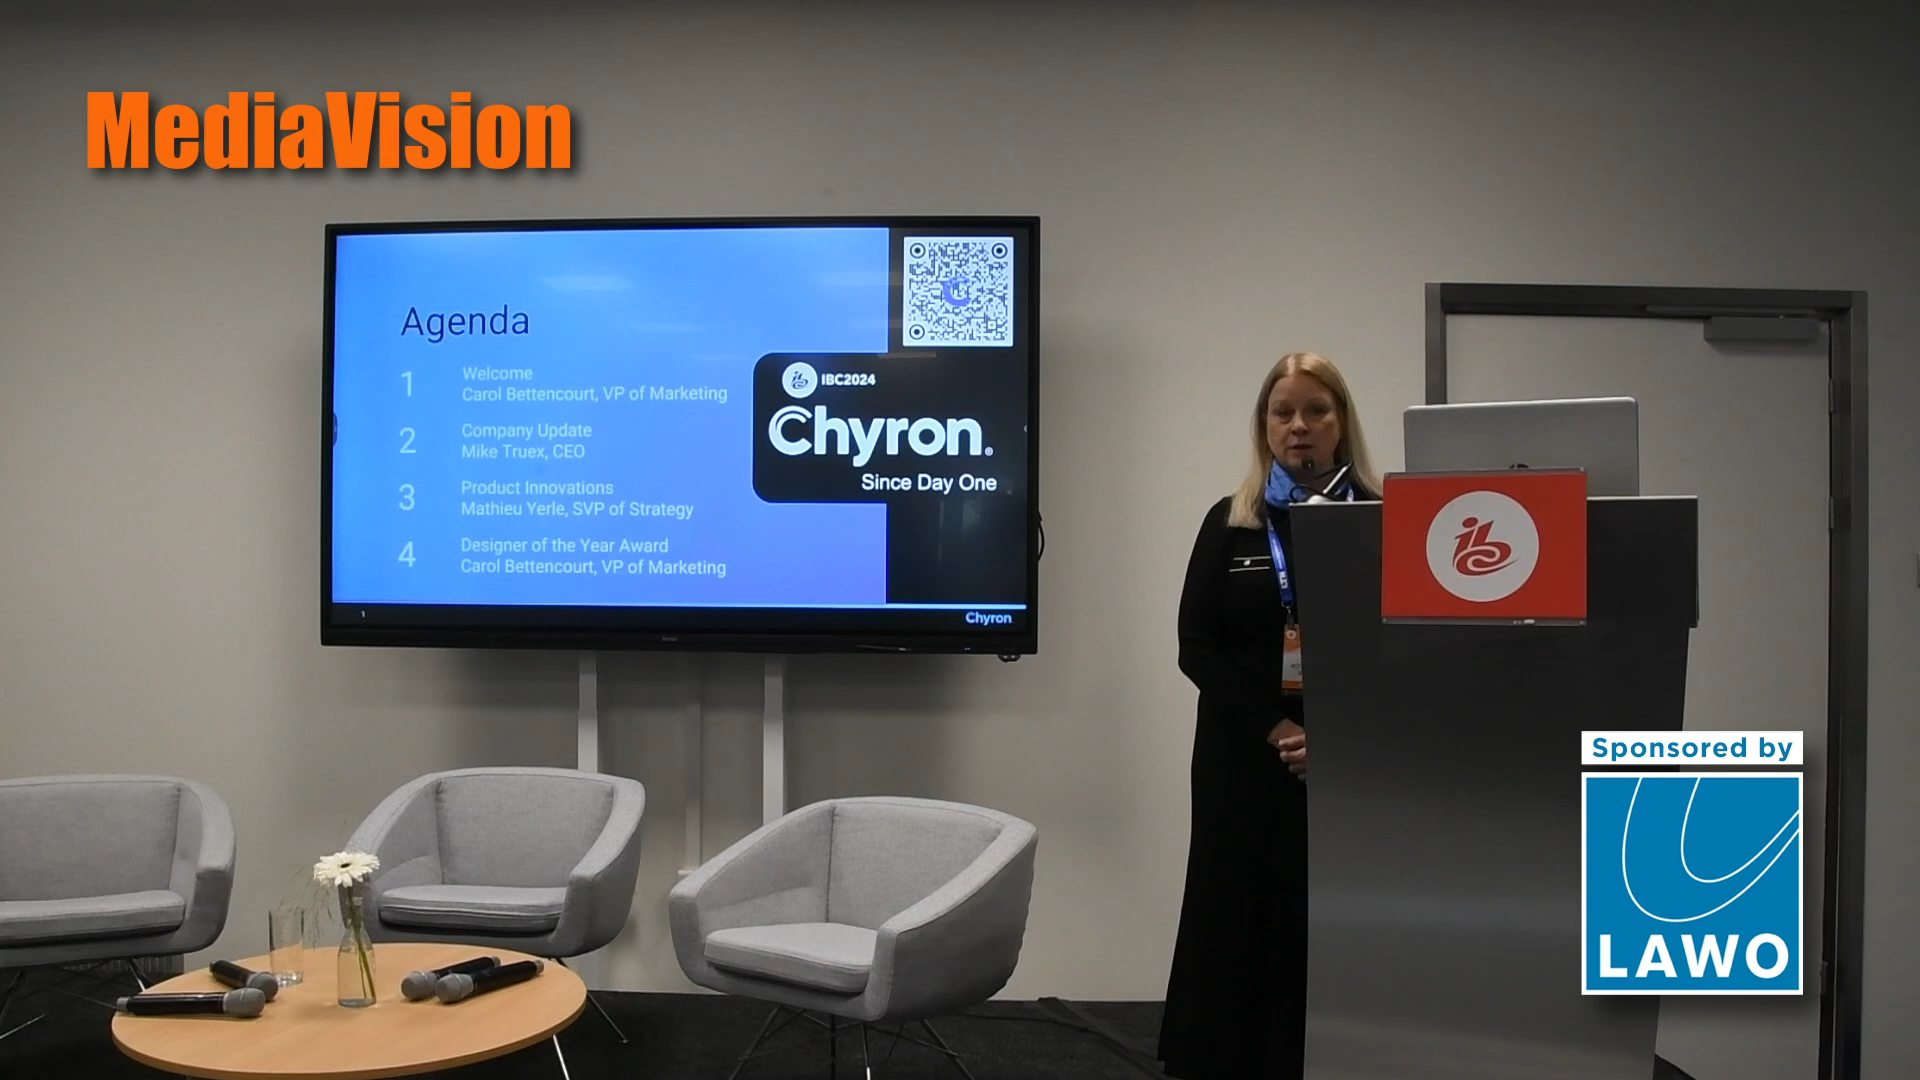 MediaVision
Agenda
1
Welcome
Carol Bettencourt, VP of Marketing
2
Company Update
Mike Truex, CEO
3
Product Innovations
Mathieu Yerle, SVP of Strategy
4
Designer of the Year Award
Carol Bettencourt, VP of Marketing
IBC2024
Chyron®
Since Day One
1
Chyron
ibc
Sponsored by
LAWO